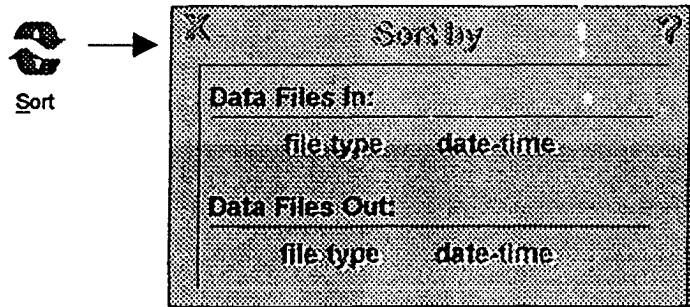 Sort
X Sort by ?
Data Files In:
file-type date-time
Data Files Out:
file-type date-time